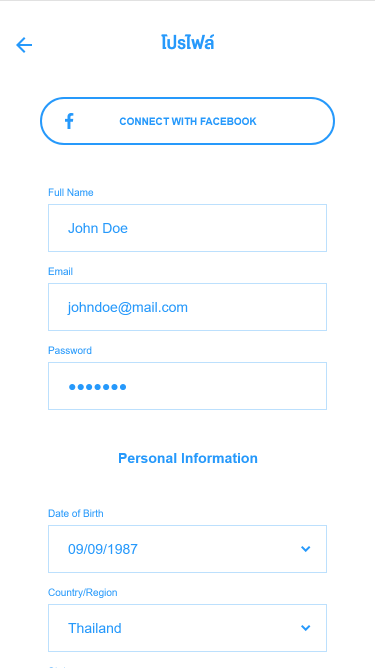 โปรไฟล์
CONNECT WITH FACEBOOK
Full Name
John Doe
Email
johndoe@mail.com
Password
●●●●●●●
Personal Information
Date of Birth
09/09/1987
Country/Region
Thailand